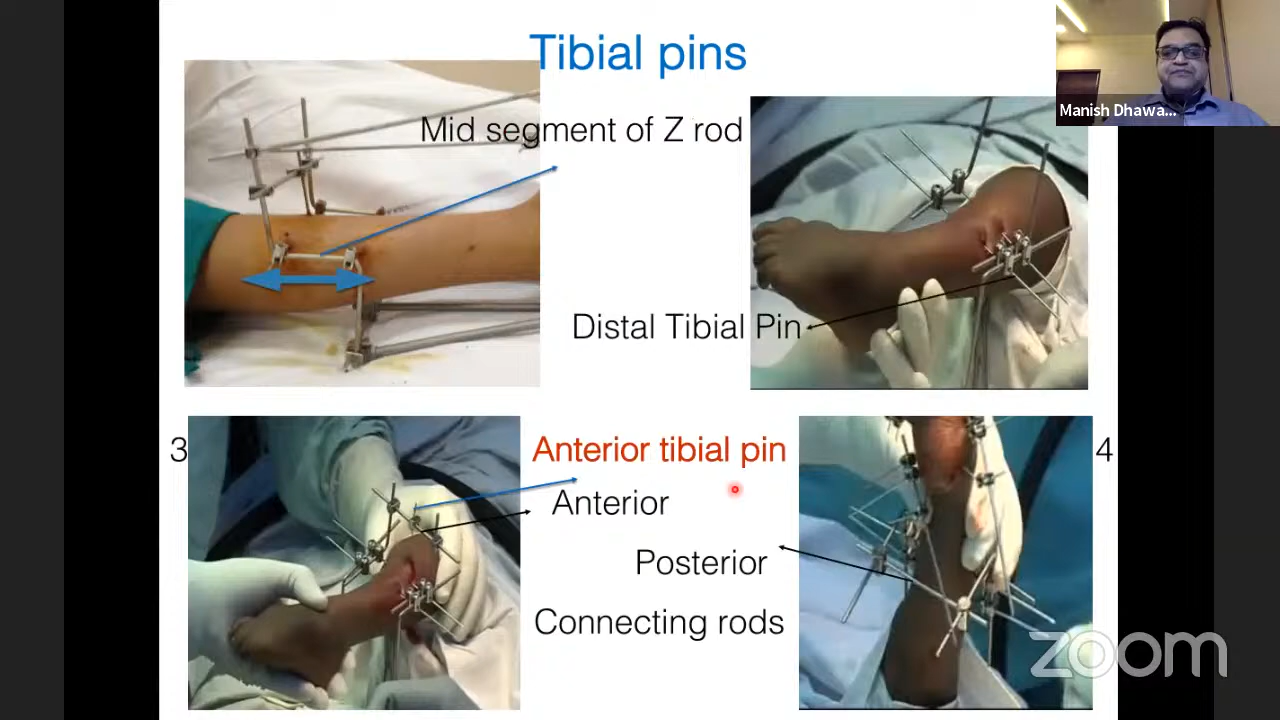 Tibial pins
Manish Dhawa...
Mid segment of Z rod
Distal Tibial Pin
3
Anterior tibial pin
4
Anterior
Posterior
Connecting rods
zoom